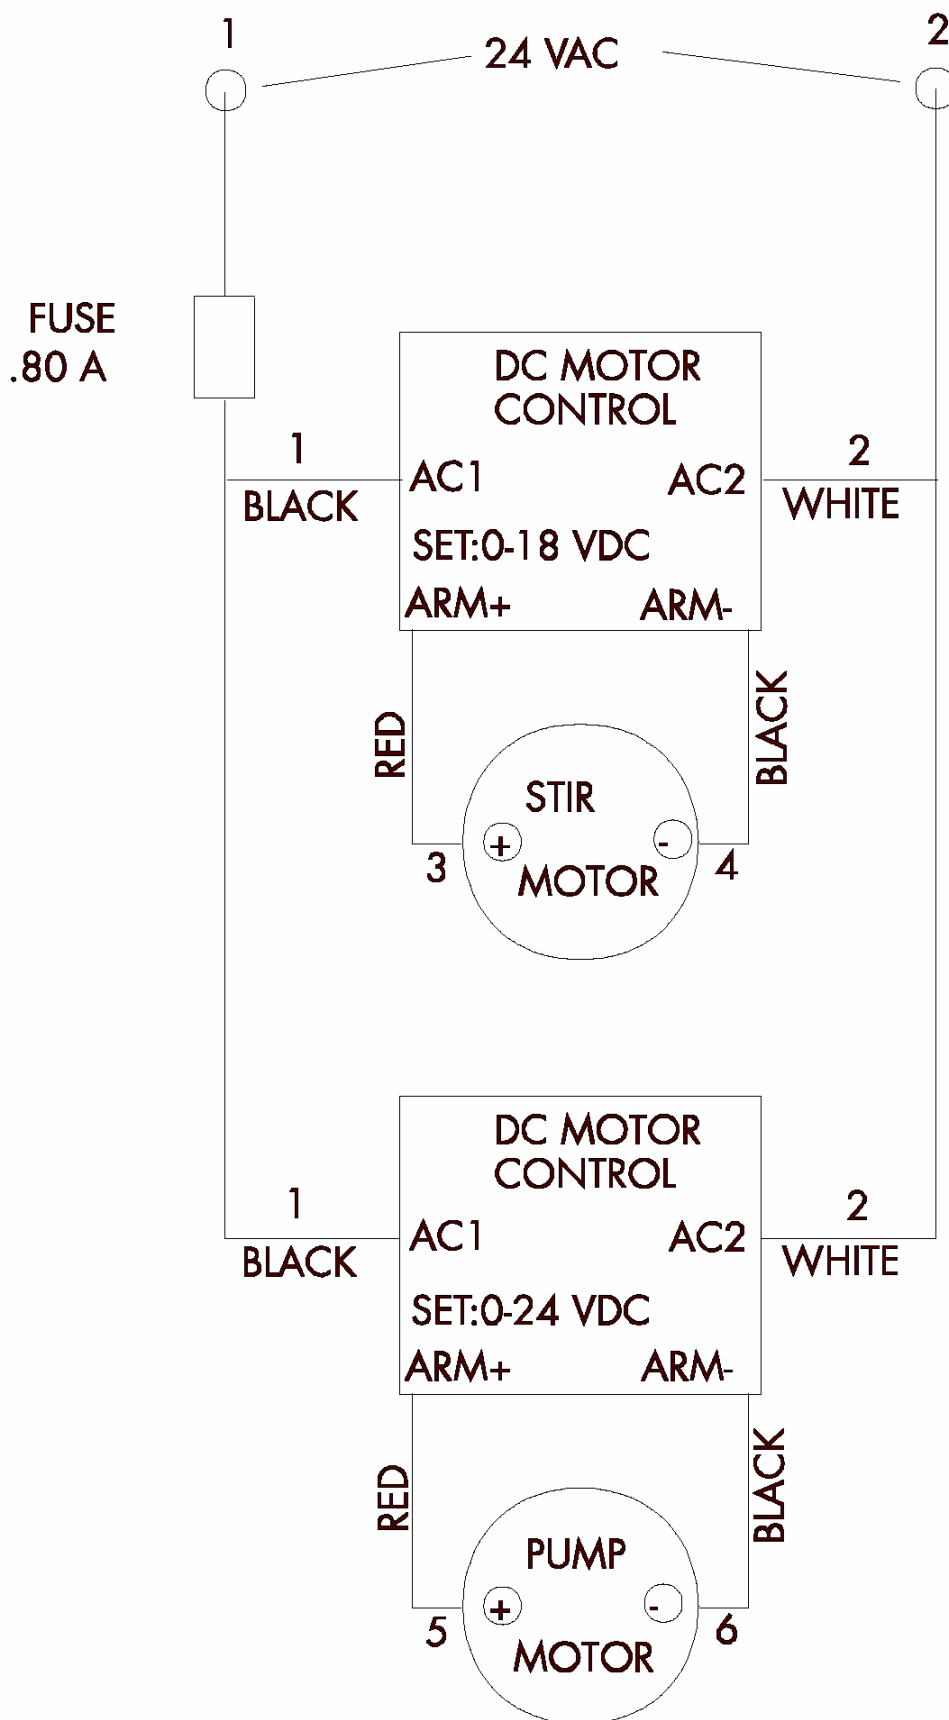 1
24 VAC
2
FUSE
.80 A
DC MOTOR
CONTROL
1
AC1
AC2
2
BLACK
WHITE
SET:0-18 VDC
ARM+
ARM-
RED
BLACK
STIR
+
-
3
MOTOR
4
DC MOTOR
CONTROL
1
AC1
AC2
2
BLACK
WHITE
SET:0-24 VDC
ARM+
ARM-
RED
BLACK
PUMP
+
-
5
6
MOTOR